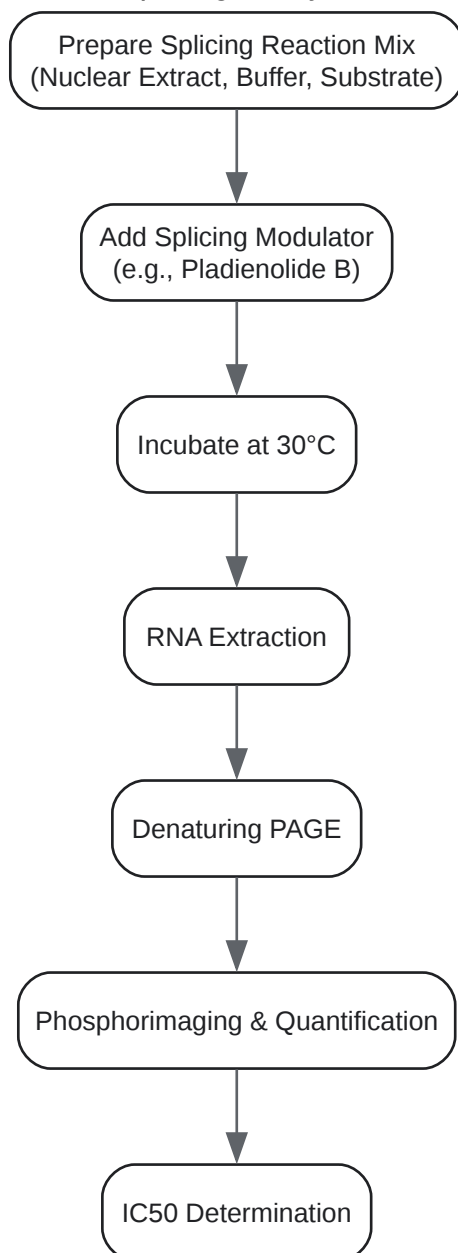 Prepare Splicing Reaction Mix
(Nuclear Extract, Buffer, Substrate)
Add Splicing Modulator
(e.g., Pladienolide B)
Incubate at 30°C
RNA Extraction
Denaturing PAGE
Phosphorimaging & Quantification
IC50 Determination